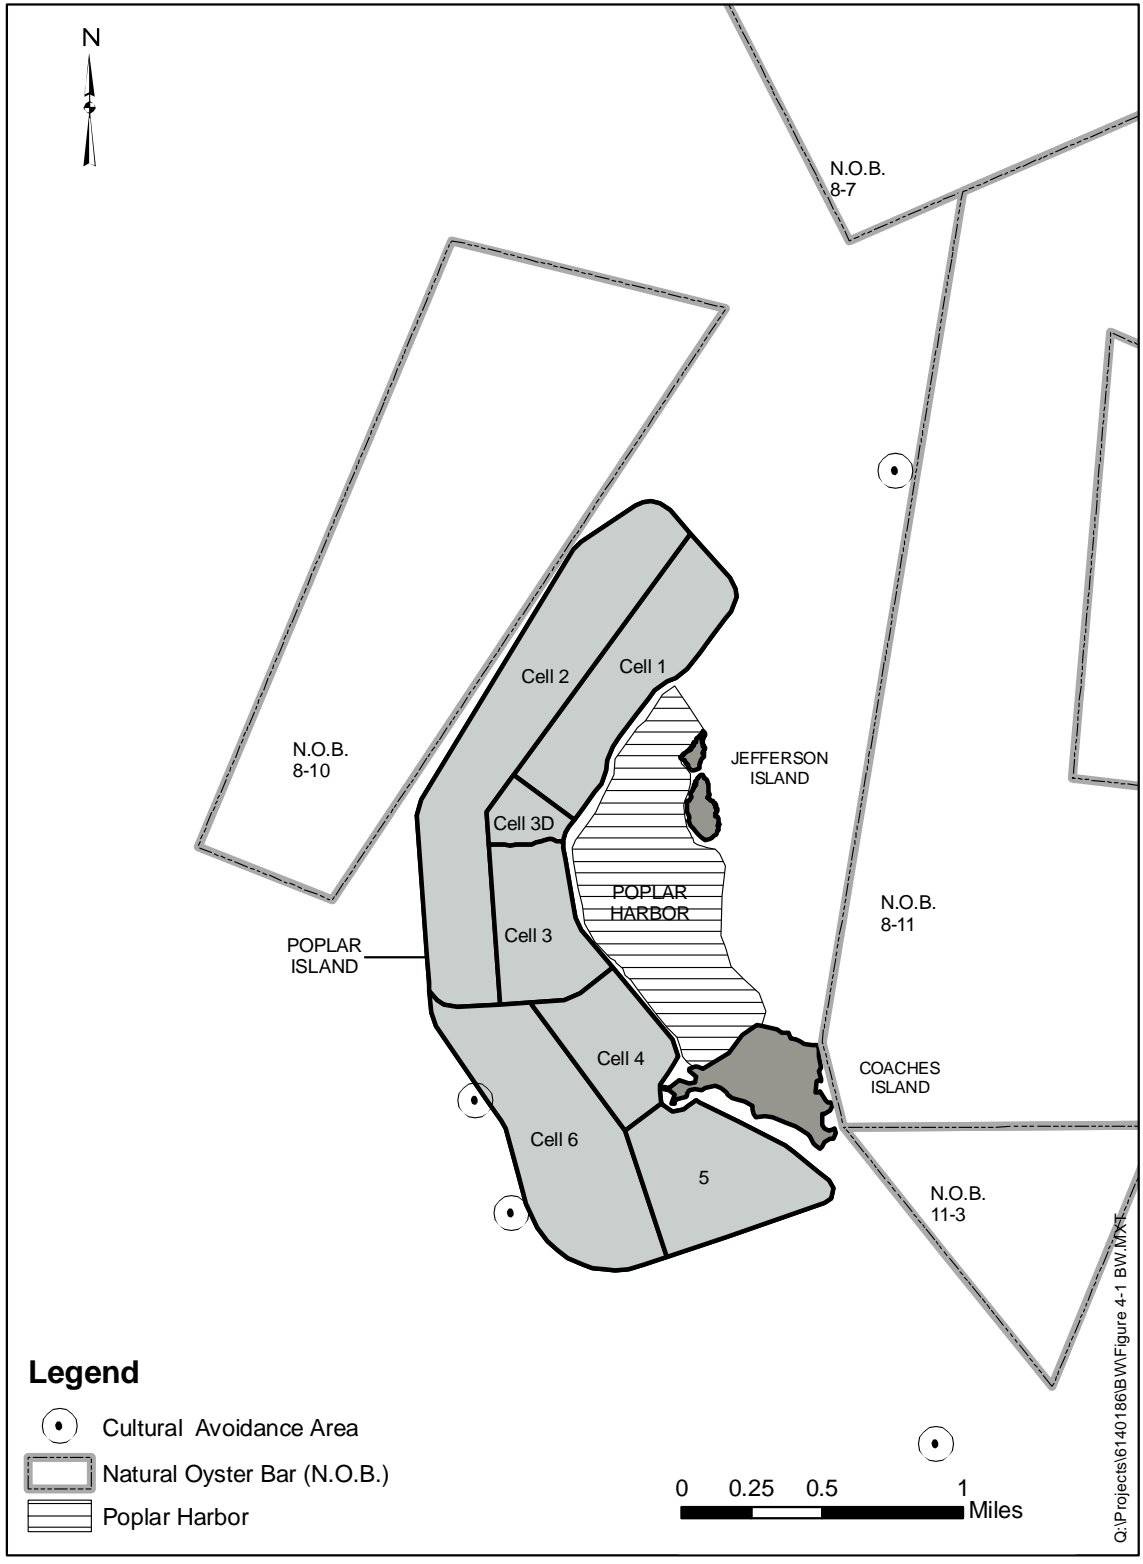 N
N.O.B.
8-7
Cell 1
Cell 2
N.O.B.
8-10
JEFFERSON
ISLAND
Cell 3D
POPLAR
HARBOR
N.O.B.
8-11
Cell 3
POPLAR
ISLAND
Cell 4
COACHES
ISLAND
Cell 6
5
N.O.B.
11-3
Q:\Projects\6140186\BW\Figure 4-1 BW.MXT
Legend
Cultural Avoidance Area
Natural Oyster Bar (N.O.B.)
Poplar Harbor
0 0.25 0.5 1
Miles